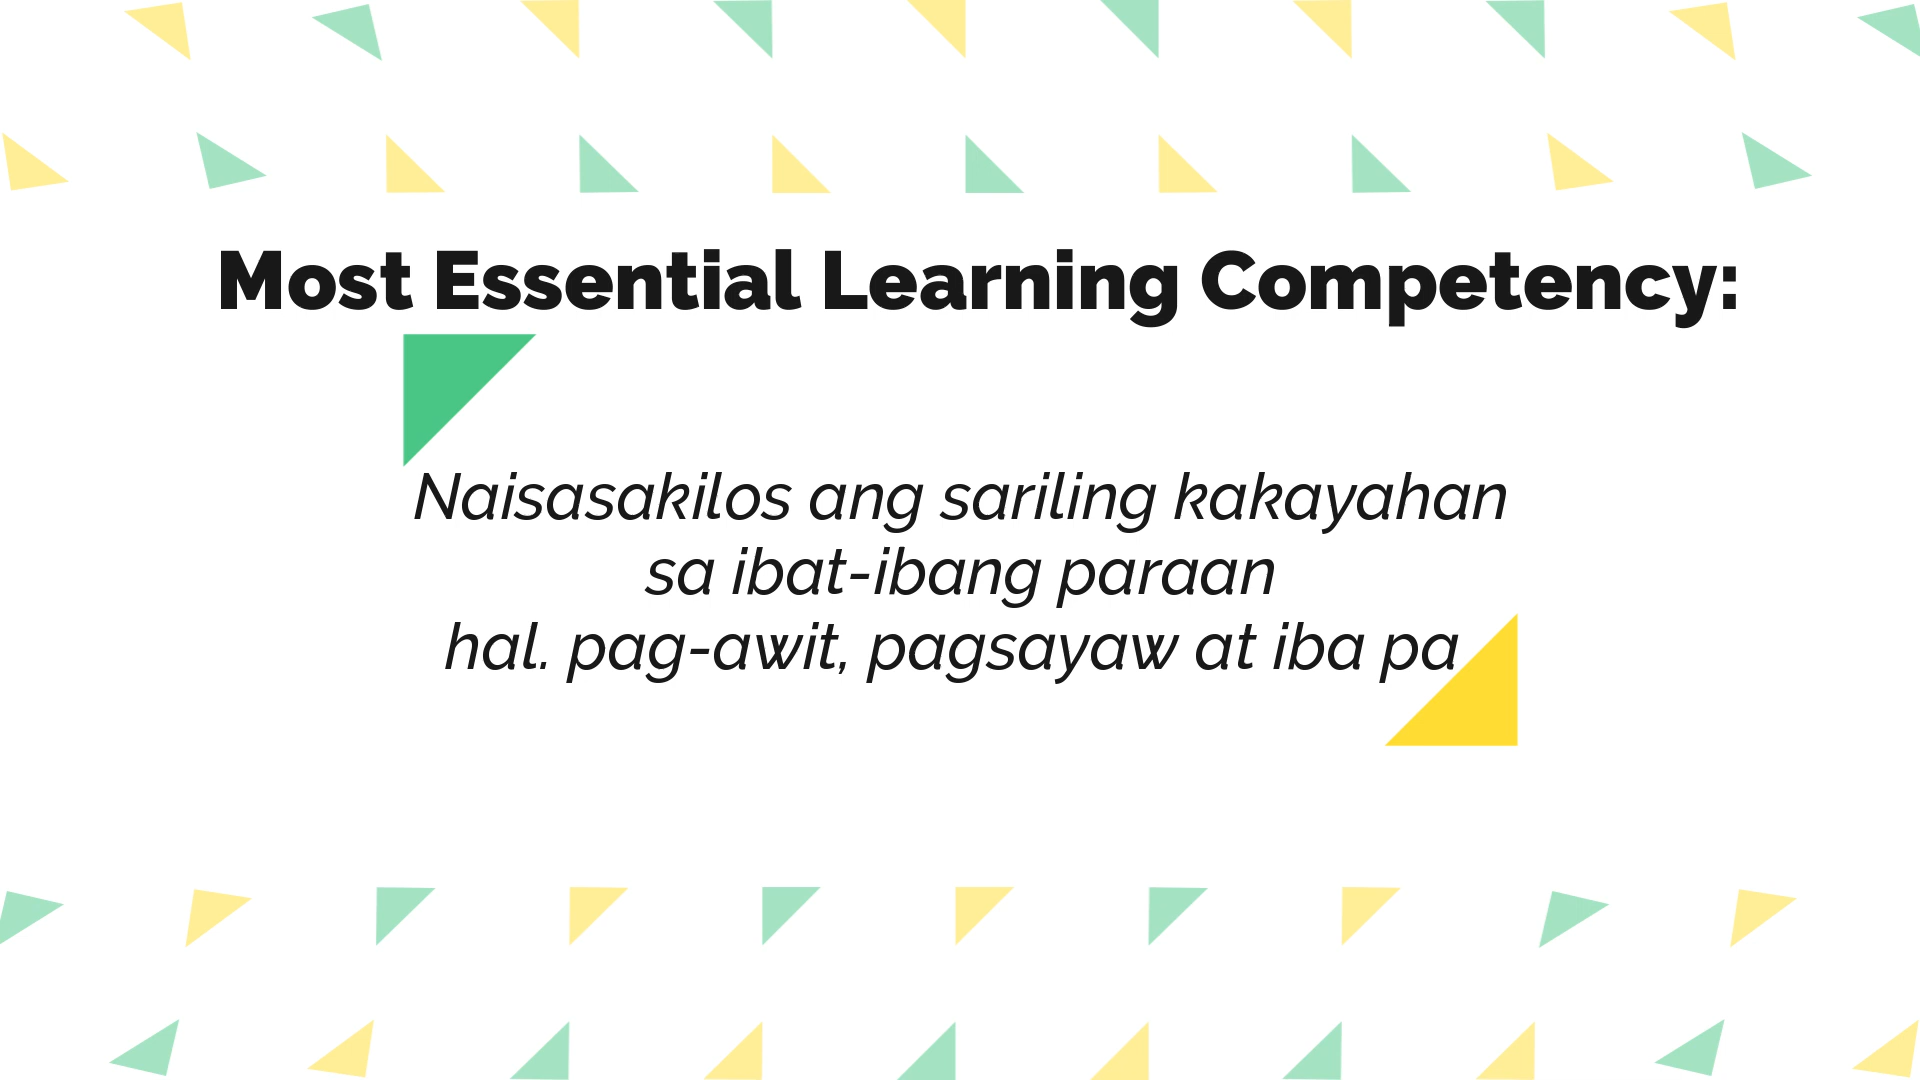 Most Essential Learning Competency:
Naisasakilos ang sariling kakayahan
sa ibat-ibang paraan
hal. pag-awit, pagsayaw at iba pa